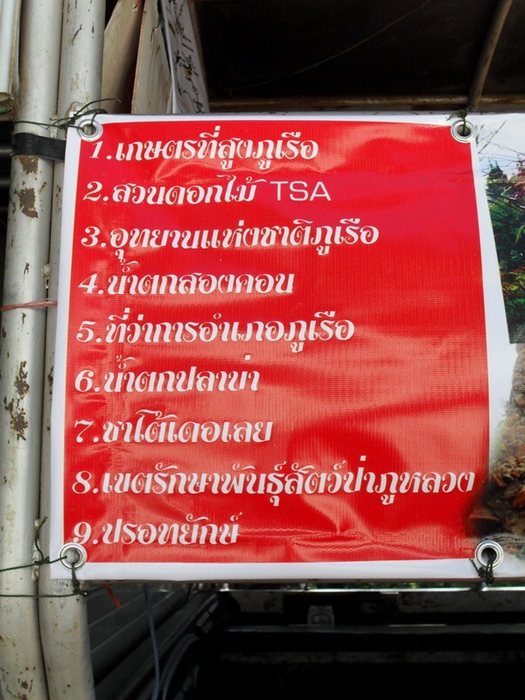 1.เกษตรที่สูงภูเรือ
2.สวนดอกไม้ TSA
3.อุทยานแห่งชาติภูเรือ
4.น้ำตกสองคอน
5.ที่ว่าการอำเภอภูเรือ
6.น้ำตกปลาบ่า
7.ชาโต้เดอเลย
8.เขตรักษาพันธุ์สัตว์ป่าภูหลวง
9.ปรอทยักษ์